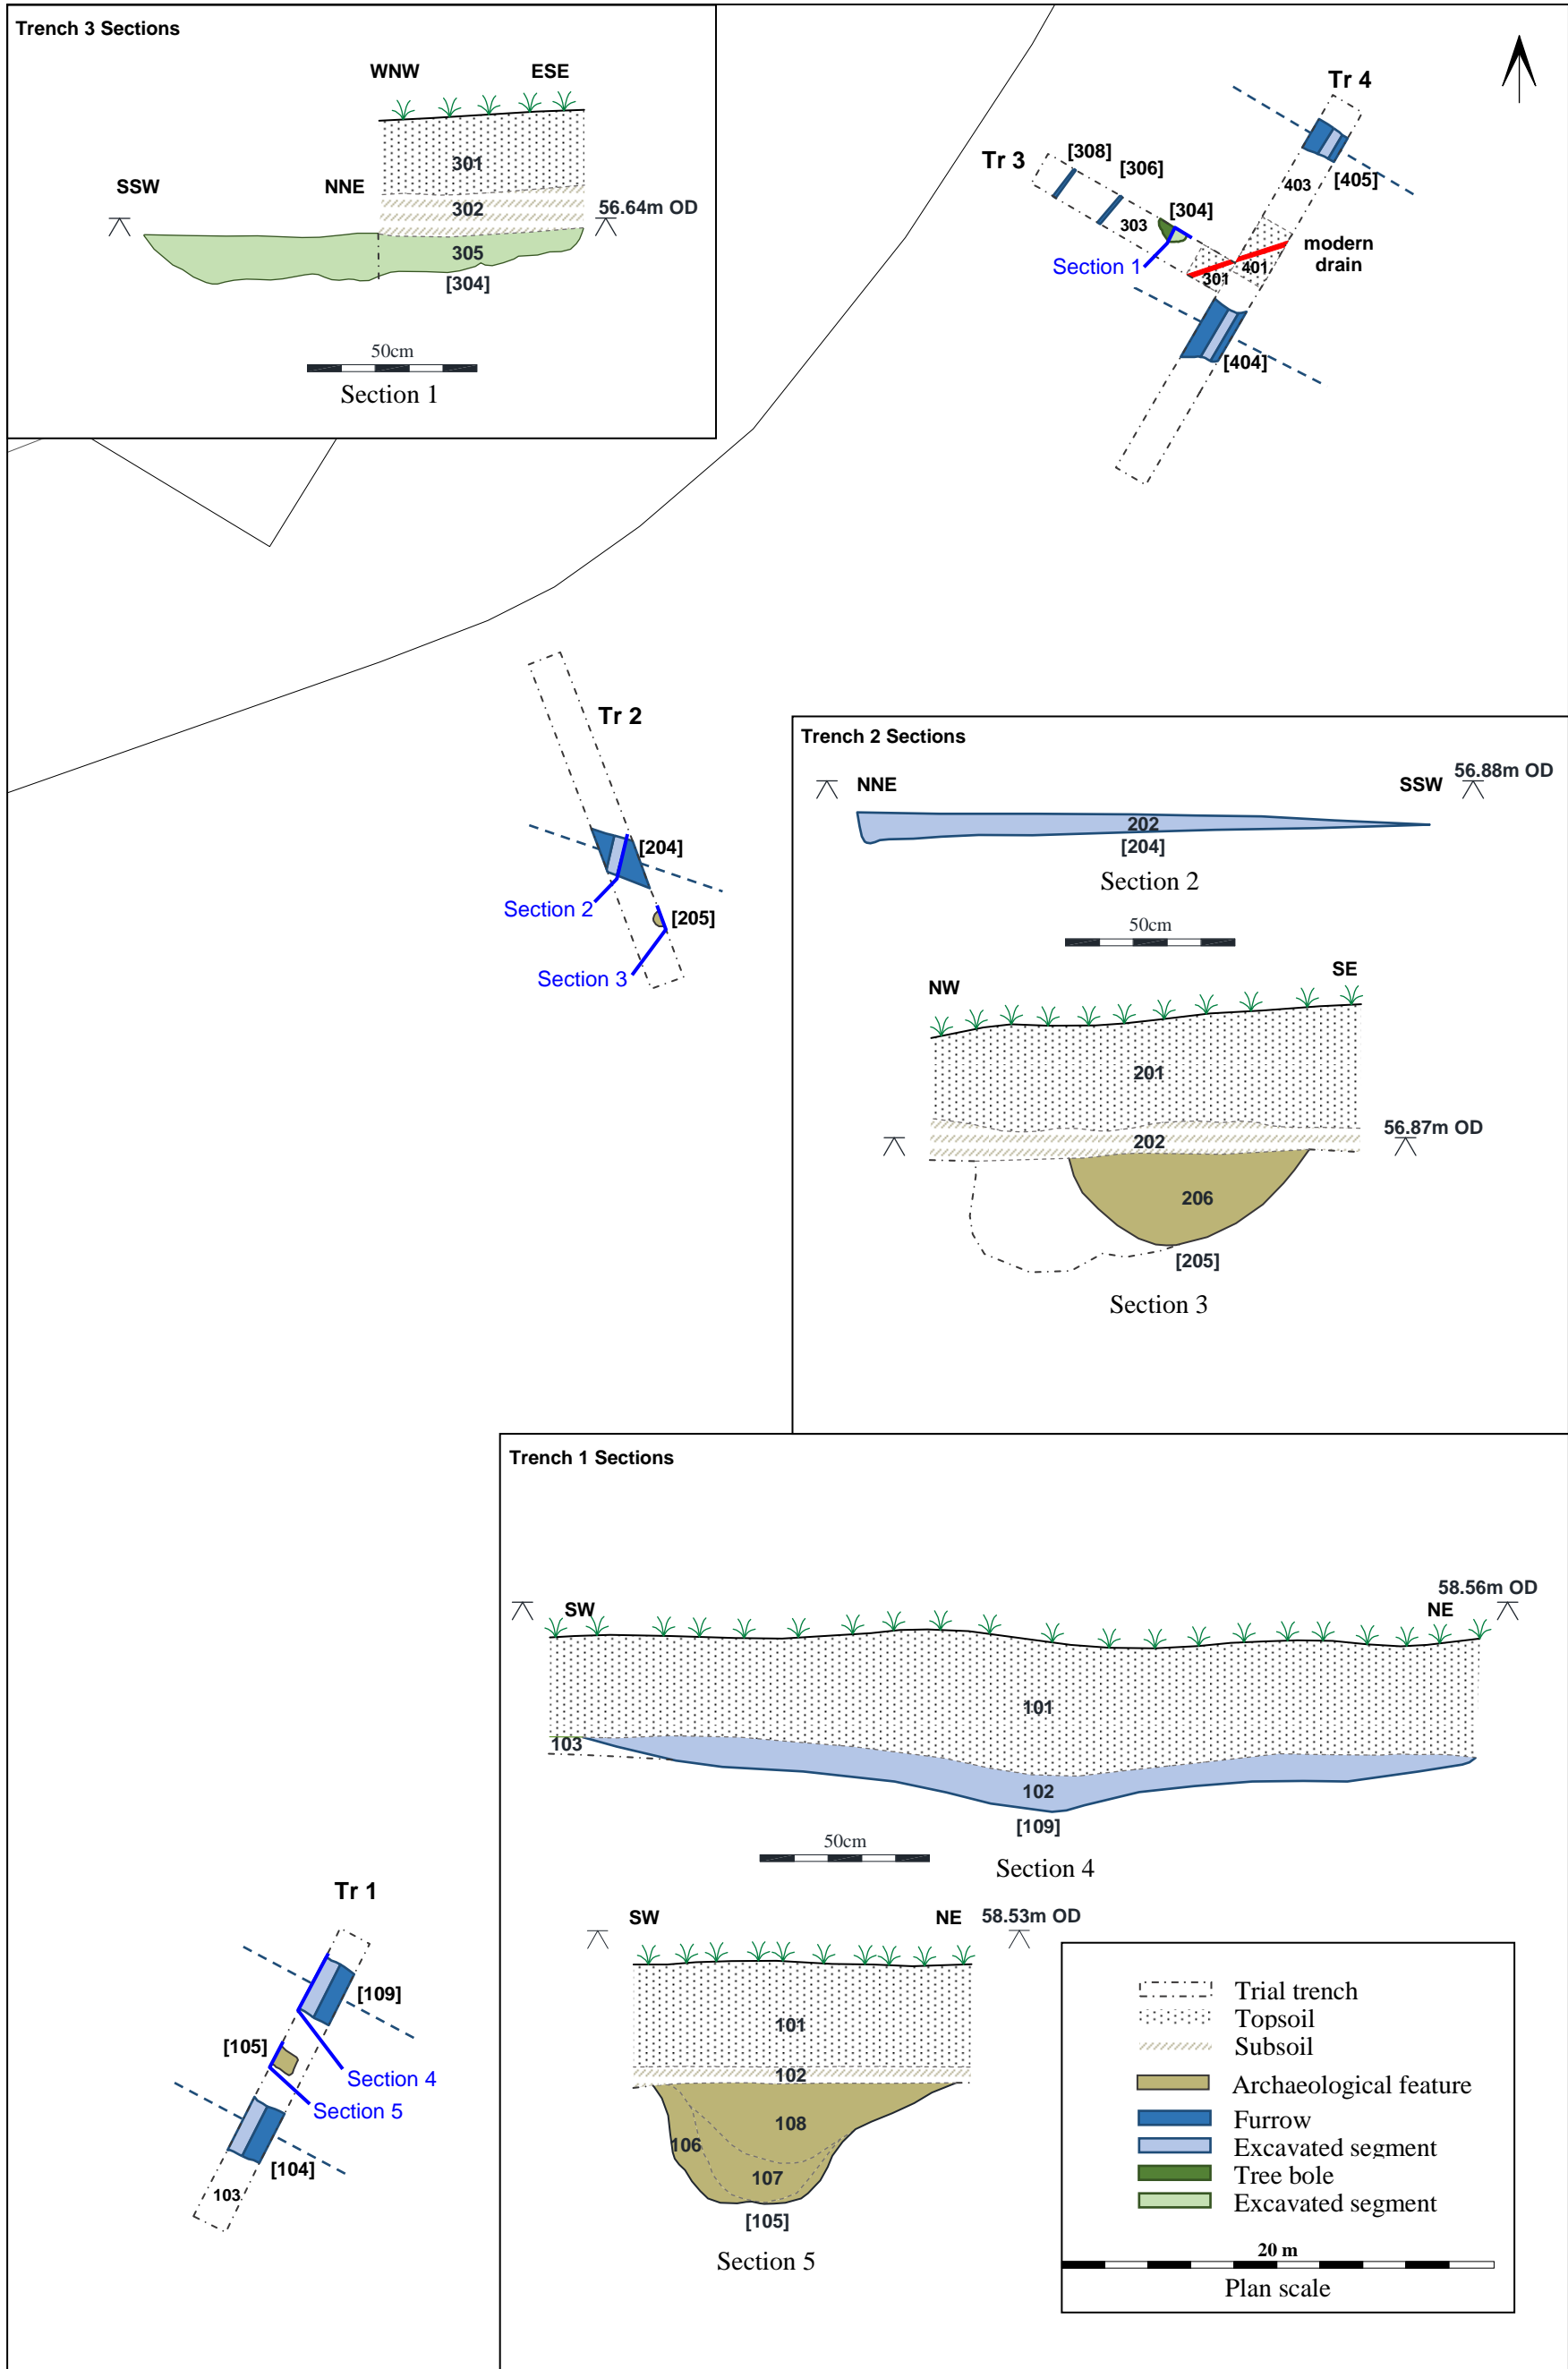 Trench 3 Sections
WNW ESE
301
SSW NNE
302
56.64m OD
305
[304]
50cm
Section 1
Tr 4
Tr 3
[308]
[306]
[405]
403
[304]
303
modern
drain
Section 1
401
301
[404]
Tr 2
[204]
Section 2
[205]
Section 3
Trench 2 Sections
NNE SSW
56.88m OD
202
[204]
Section 2
50cm
NW SE
201
56.87m OD
202
206
[205]
Section 3
Trench 1 Sections
58.56m OD
SW NE
101
103
102
[109]
50cm
Section 4
SW NE 58.53m OD
101
102
108
106
107
[105]
Section 5
Tr 1
[109]
[105]
Section 4
Section 5
[104]
103
Trial trench
Topsoil
Subsoil
Archaeological feature
Furrow
Excavated segment
Tree bole
Excavated segment
20 m
Plan scale